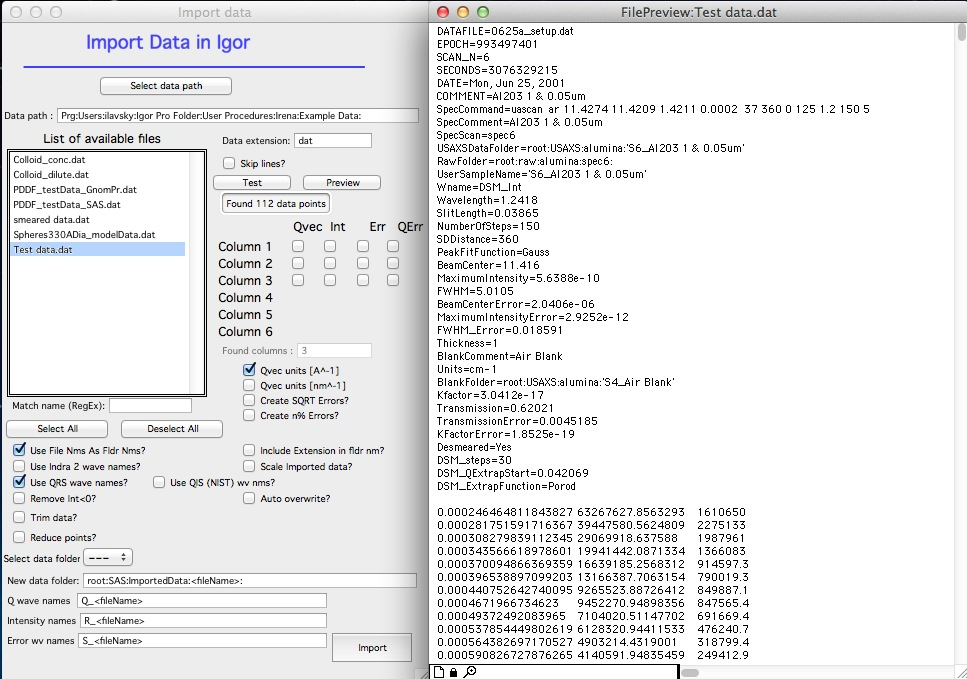 Import data
Import Data in Igor
Select data path
Data path : Prg:Users:ilavsky:Igor Pro Folder:User Procedures:Irena:Example Data:
List of available files
Data extension: dat
Colloid_conc.dat
Colloid_dilute.dat
PDDF_testData_GnomPr.dat
PDDF_testData_SAS.dat
smeared data.dat
Spheres330ADia_modelData.dat
Test data.dat
Skip lines?
Test Preview
Found 112 data points
Qvec Int Err QErr
Column 1
Column 2
Column 3
Column 4
Column 5
Column 6
Found columns : 3
Qvec units [A^-1]
Qvec units [nm^-1]
Create SQRT Errors?
Create n% Errors?
Match name (RegEx):
Select All Deselect All
Use File Nms As Fldr Nms? Include Extension in fldr nm?
Use Indra 2 wave names? Scale Imported data?
Use QRS wave names? Use QIS (NIST) wv nms?
Remove Int<0? Auto overwrite?
Trim data?
Reduce points?
Select data folder ---
New data folder: root:SAS:ImportedData:<fileName>:
Q wave names Q_<fileName>
Intensity names R_<fileName>
Error wv names S_<fileName>
Import
FilePreview:Test data.dat
DATAFILE=0625a_setup.dat
EPOCH=993497401
SCAN_N=6
SECONDS=3076329215
DATE=Mon, Jun 25, 2001
COMMENT=Al203 1 & 0.05um
SpecCommand=uascan ar 11.4274 11.4209 1.4211 0.0002 37 360 0 125 1.2 150 5
SpecComment=Al203 1 & 0.05um
SpecScan=spec6
USAXSDataFolder=root:USAXS:alumina:'S6_Al203 1 & 0.05um'
RawFolder=root:raw:alumina:spec6:
UserSampleName='S6_Al203 1 & 0.05um'
Wname=DSM_Int
Wavelength=1.2418
SlitLength=0.03865
NumberOfSteps=150
SDDistance=360
PeakFitFunction=Gauss
BeamCenter=11.416
MaximumIntensity=5.6388e-10
FWHM=5.0105
BeamCenterError=2.0406e-06
MaximumIntensityError=2.9252e-12
FWHM_Error=0.018591
Thickness=1
BlankComment=Air Blank
Units=cm-1
BlankFolder=root:USAXS:alumina:'S4_Air Blank'
Kfactor=3.0412e-17
Transmission=0.62021
TransmissionError=0.0045185
KFactorError=1.8525e-19
Desmeared=Yes
DSM_steps=30
DSM_QExtrapStart=0.042069
DSM_ExtrapFunction=Porod
0.000246464811843827 63267627.8563293 1610650
0.000281751591716367 39447580.5624809 2275133
0.000308279839112345 29069918.637588 1987961
0.000343566618978601 19941442.0871334 1366083
0.000370094866369359 16639185.2568312 914597.3
0.000396538897099203 13166387.7063154 790019.3
0.000440752642740095 9265523.88726412 849887.1
0.0004671966734623 9452270.94898356 847565.4
0.00049372492083965 7104020.51147702 691669.4
0.000537854449802619 6128320.94411533 476240.7
0.000564382697170527 4903214.4319001 318799.4
0.000590826727876265 4140591.94835459 249412.9